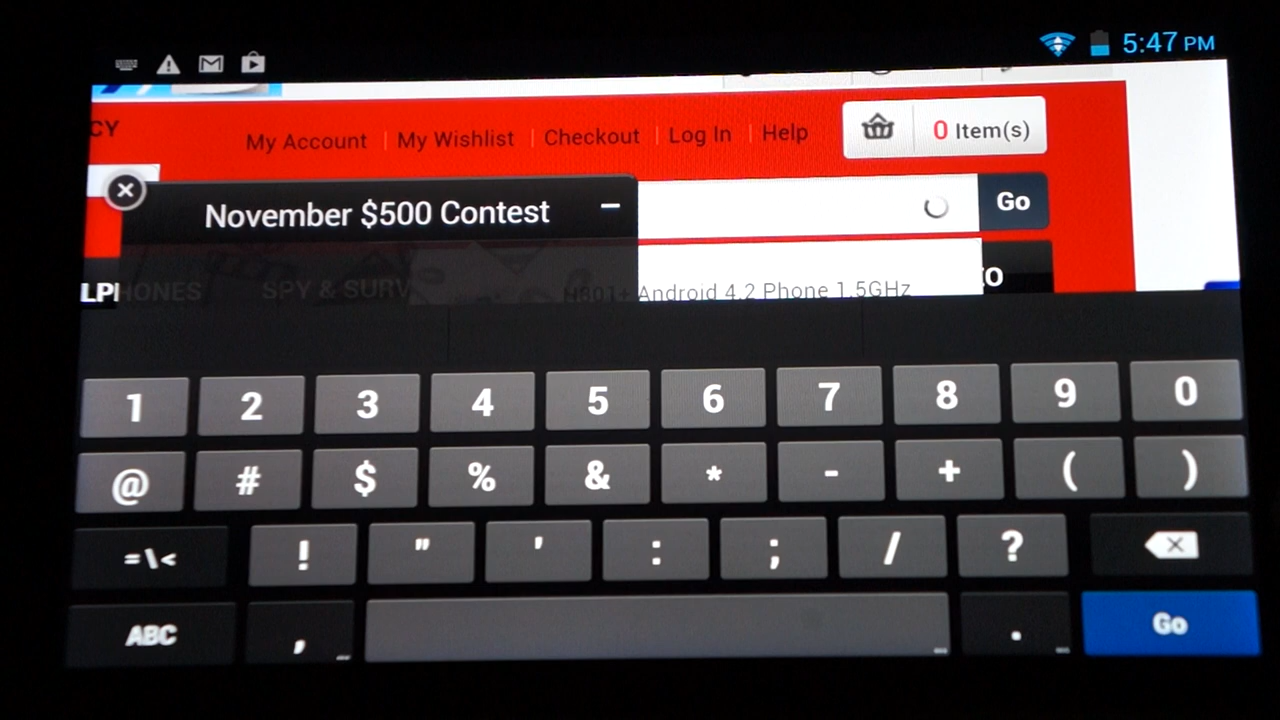 5:47 PM
CY
My Account My Wishlist Checkout Log In Help
0 Item(s)
November $500 Contest
Go
LPHONES SPY & SURV
Android 4.2 Phone 1.5GHz
1 2 3 4 5 6 7 8 9 0
@ # $ % & * - + ( )
=\< ! " ' : ; / ?
ABC , . Go